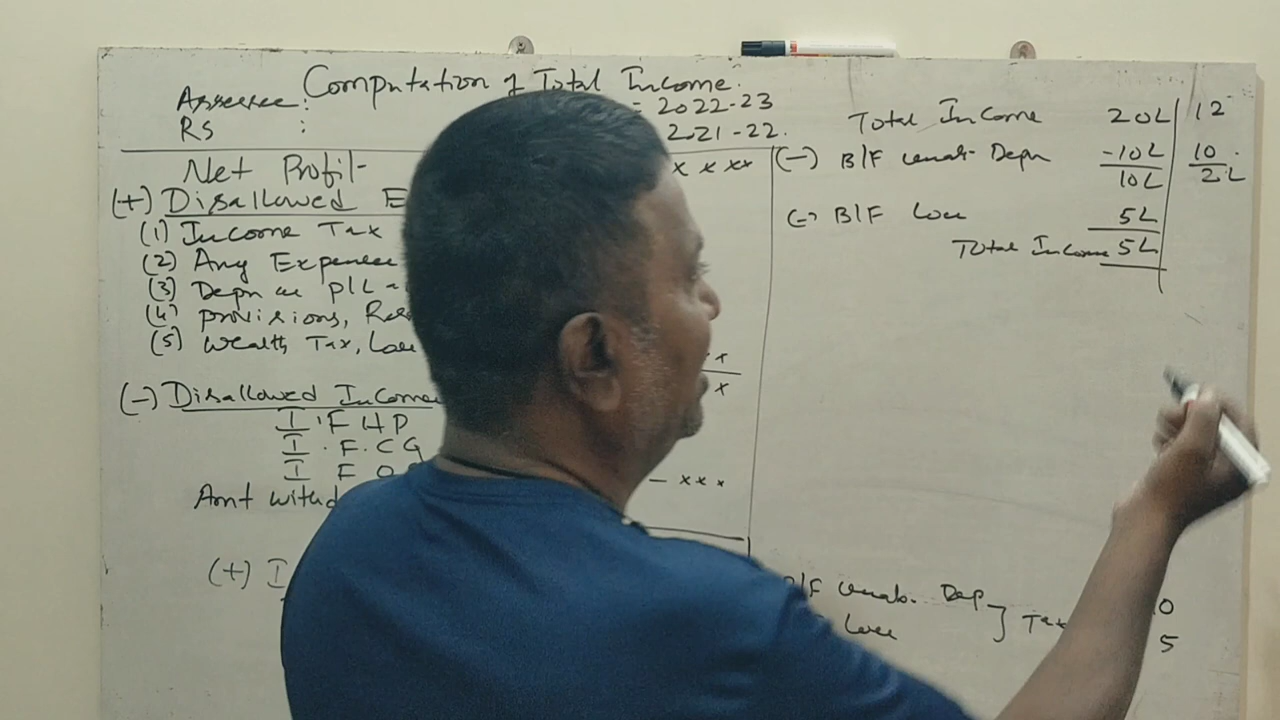 Computation of Total Income.
Assessee :
= 2022-23
RS :
2021-22.
Net Profit
x x xx
(+) Disallowed E
(1) Income Tax
(2) Any Expenses
(3) Depn as P/L
(4) Provisions, Res
(5) Wealth Tax,
x
x
(-) Disallowed Income
I.F H P
I.F.C G
I F O
Amt withd
- xxx
(+) I
Total Income 20L 12
(-) B/F unab. Depn -10L 10
10L 2L
(-) B/F Loss 5L
Total Income 5L
B/F unab. Dep
Loss
Tax
0
5